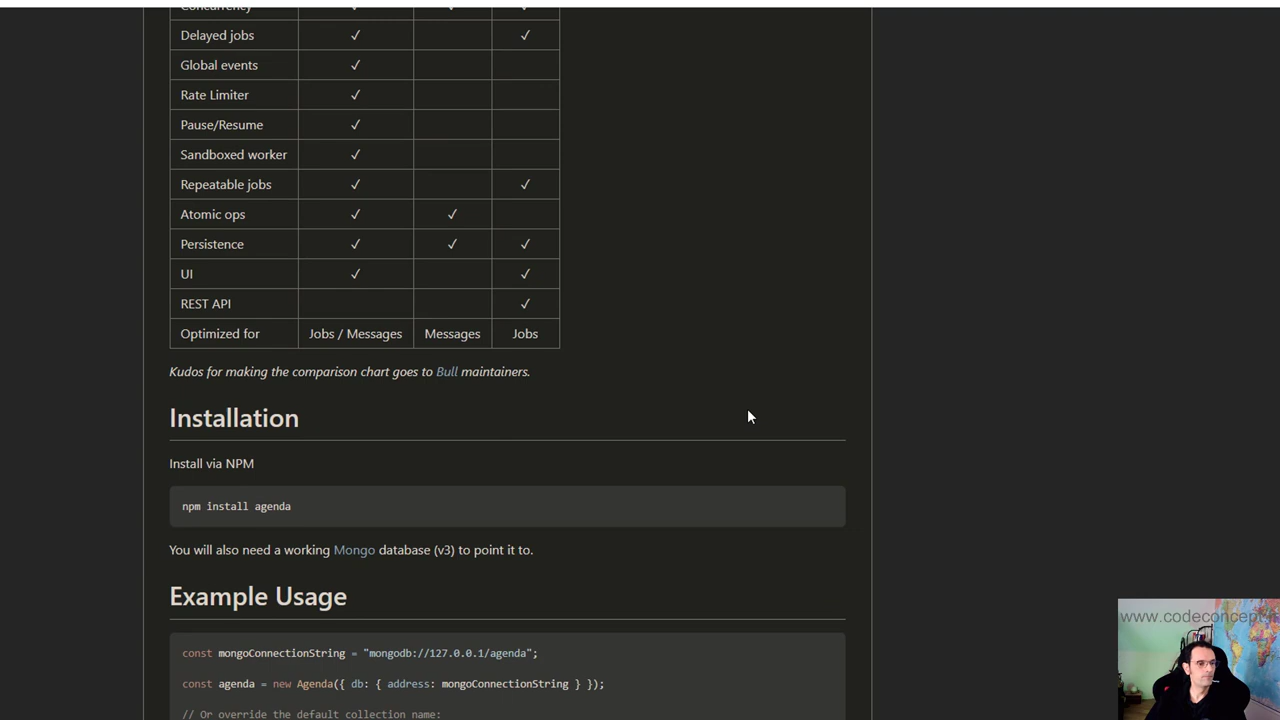 Concurrency ✓ ✓ ✓
Delayed jobs ✓ ✓
Global events ✓
Rate Limiter ✓
Pause/Resume ✓
Sandboxed worker ✓
Repeatable jobs ✓ ✓
Atomic ops ✓ ✓
Persistence ✓ ✓ ✓
UI ✓ ✓
REST API ✓
Optimized for Jobs / Messages Messages Jobs
Kudos for making the comparison chart goes to Bull maintainers.
Installation
Install via NPM
npm install agenda
You will also need a working Mongo database (v3) to point it to.
Example Usage
const mongoConnectionString = "mongodb://127.0.0.1/agenda";
const agenda = new Agenda({ db: { address: mongoConnectionString } });
// Or override the default collection name: